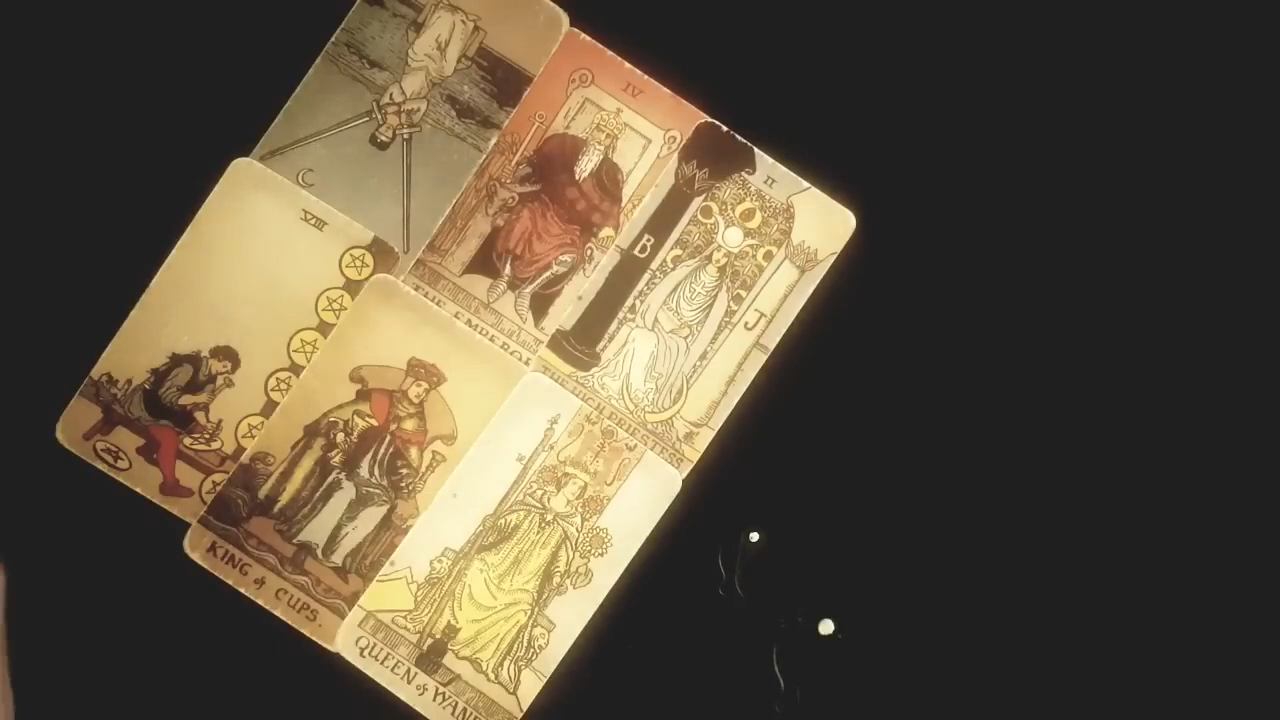 IV
THE EMPEROR
II
B
J
THE HIGH PRIESTESS
VIII
KING of CUPS.
QUEEN of WAN